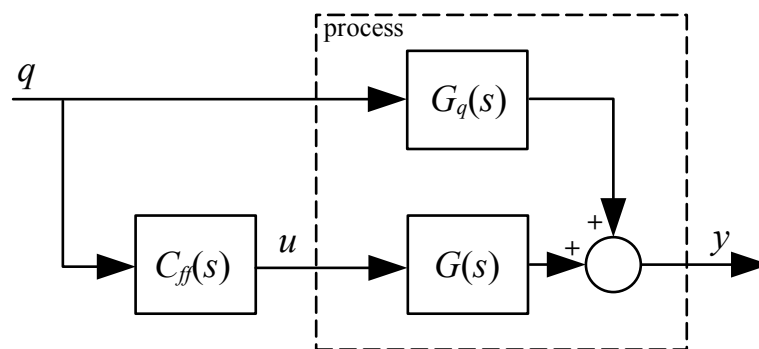 process
q
G_q(s)
+
C_ff(s)
u
G(s)
+
y